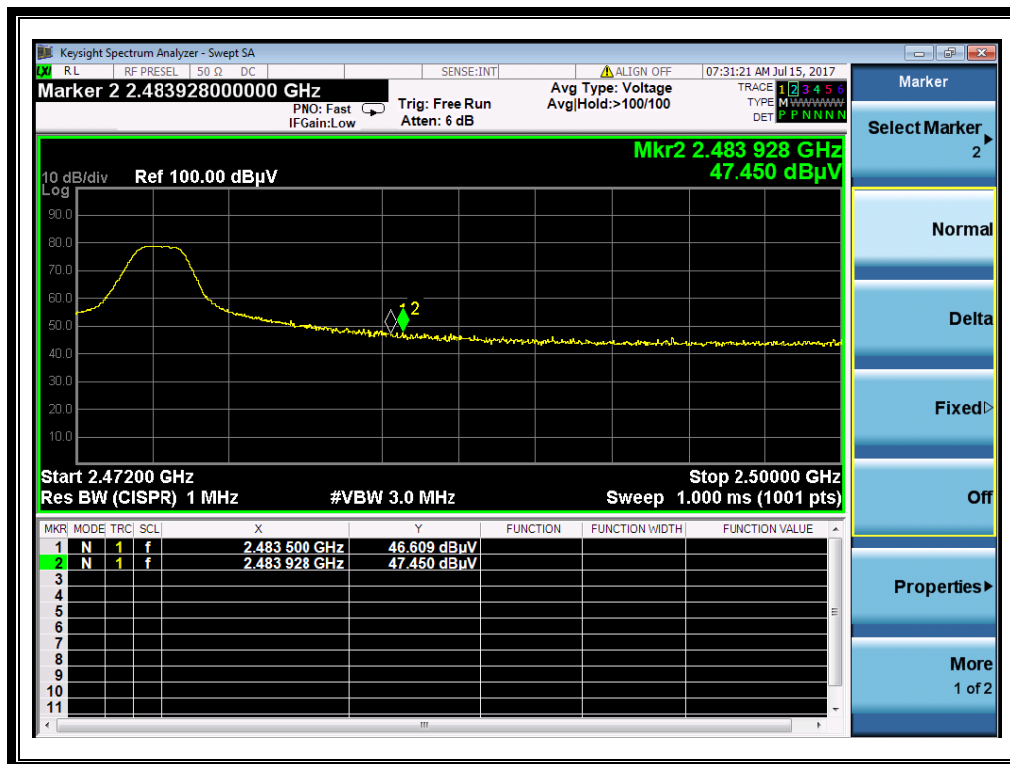 Keysight Spectrum Analyzer - Swept SA
LXI RL RF PRESEL 50 Ω DC SENSE:INT ALIGN OFF 07:31:21 AM Jul 15, 2017
Marker 2 2.483928000000 GHz
PNO: Fast
IFGain:Low
Trig: Free Run
Atten: 6 dB
Avg Type: Voltage
Avg|Hold:>100/100
TRACE 1 2 3 4 5 6
TYPE M W W W W W
DET P P N N N N
Mkr2 2.483 928 GHz
47.450 dBµV
10 dB/div Ref 100.00 dBµV
Log
90.0
80.0
70.0
60.0
50.0
40.0
30.0
20.0
10.0
1 2
Start 2.47200 GHz Stop 2.50000 GHz
Res BW (CISPR) 1 MHz #VBW 3.0 MHz Sweep 1.000 ms (1001 pts)
MKR MODE TRC SCL X Y FUNCTION FUNCTION WIDTH FUNCTION VALUE
1 N 1 f 2.483 500 GHz 46.609 dBµV
2 N 1 f 2.483 928 GHz 47.450 dBµV
3
4
5
6
7
8
9
10
11
Marker
Select Marker
2
Normal
Delta
Fixed
Off
Properties
More
1 of 2